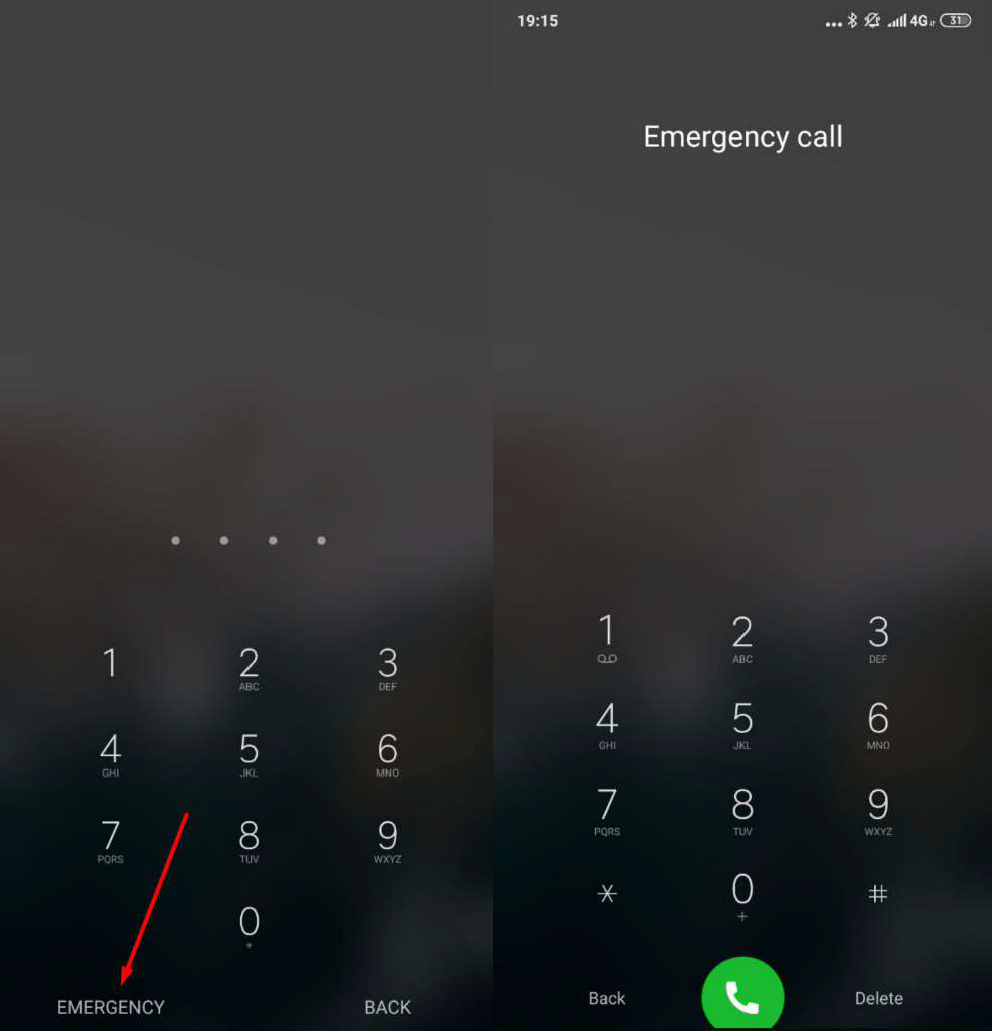 1
2
3
ABC
DEF
4
5
6
GHI
JKL
MNO
7
8
9
PQRS
TUV
WXYZ
0
+
EMERGENCY
BACK
19:15
4G
31
Emergency call
1
2
3
ABC
DEF
4
5
6
GHI
JKL
MNO
7
8
9
PQRS
TUV
WXYZ
*
0
#
+
Back
Delete